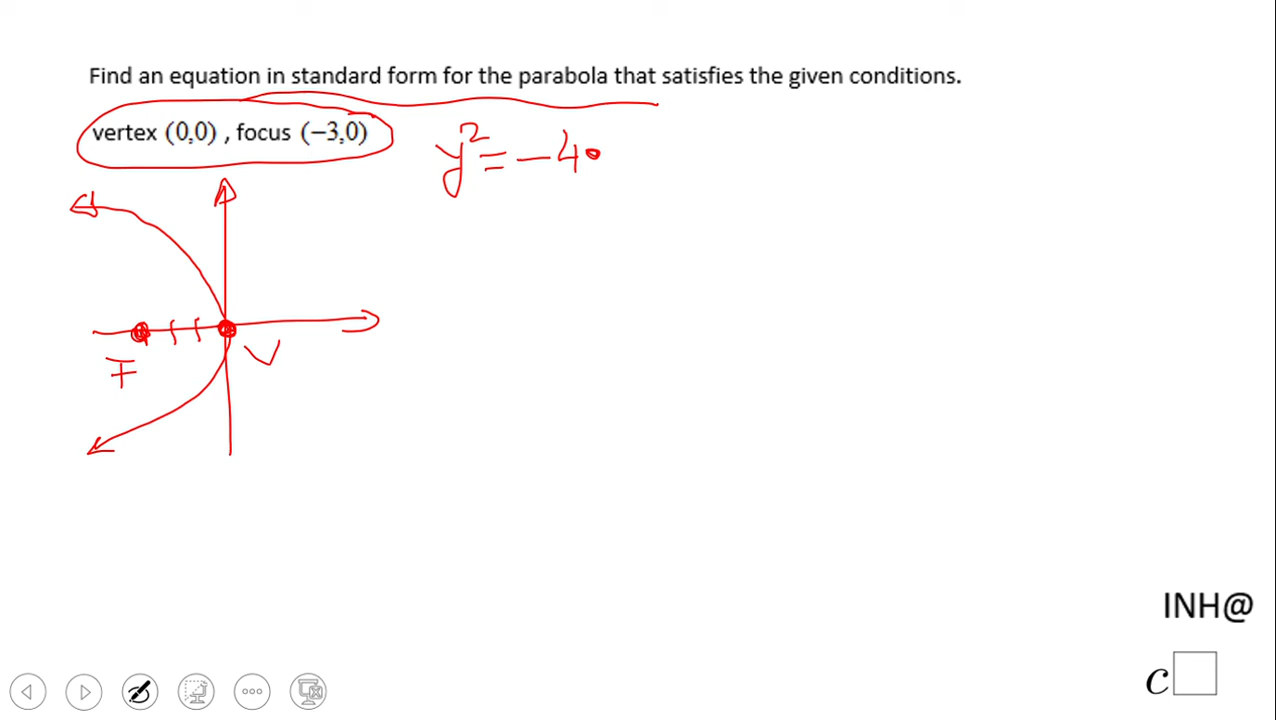 Find an equation in standard form for the parabola that satisfies the given conditions.
vertex (0,0) , focus (−3,0)
y² = −4•
F
V
INH@
c